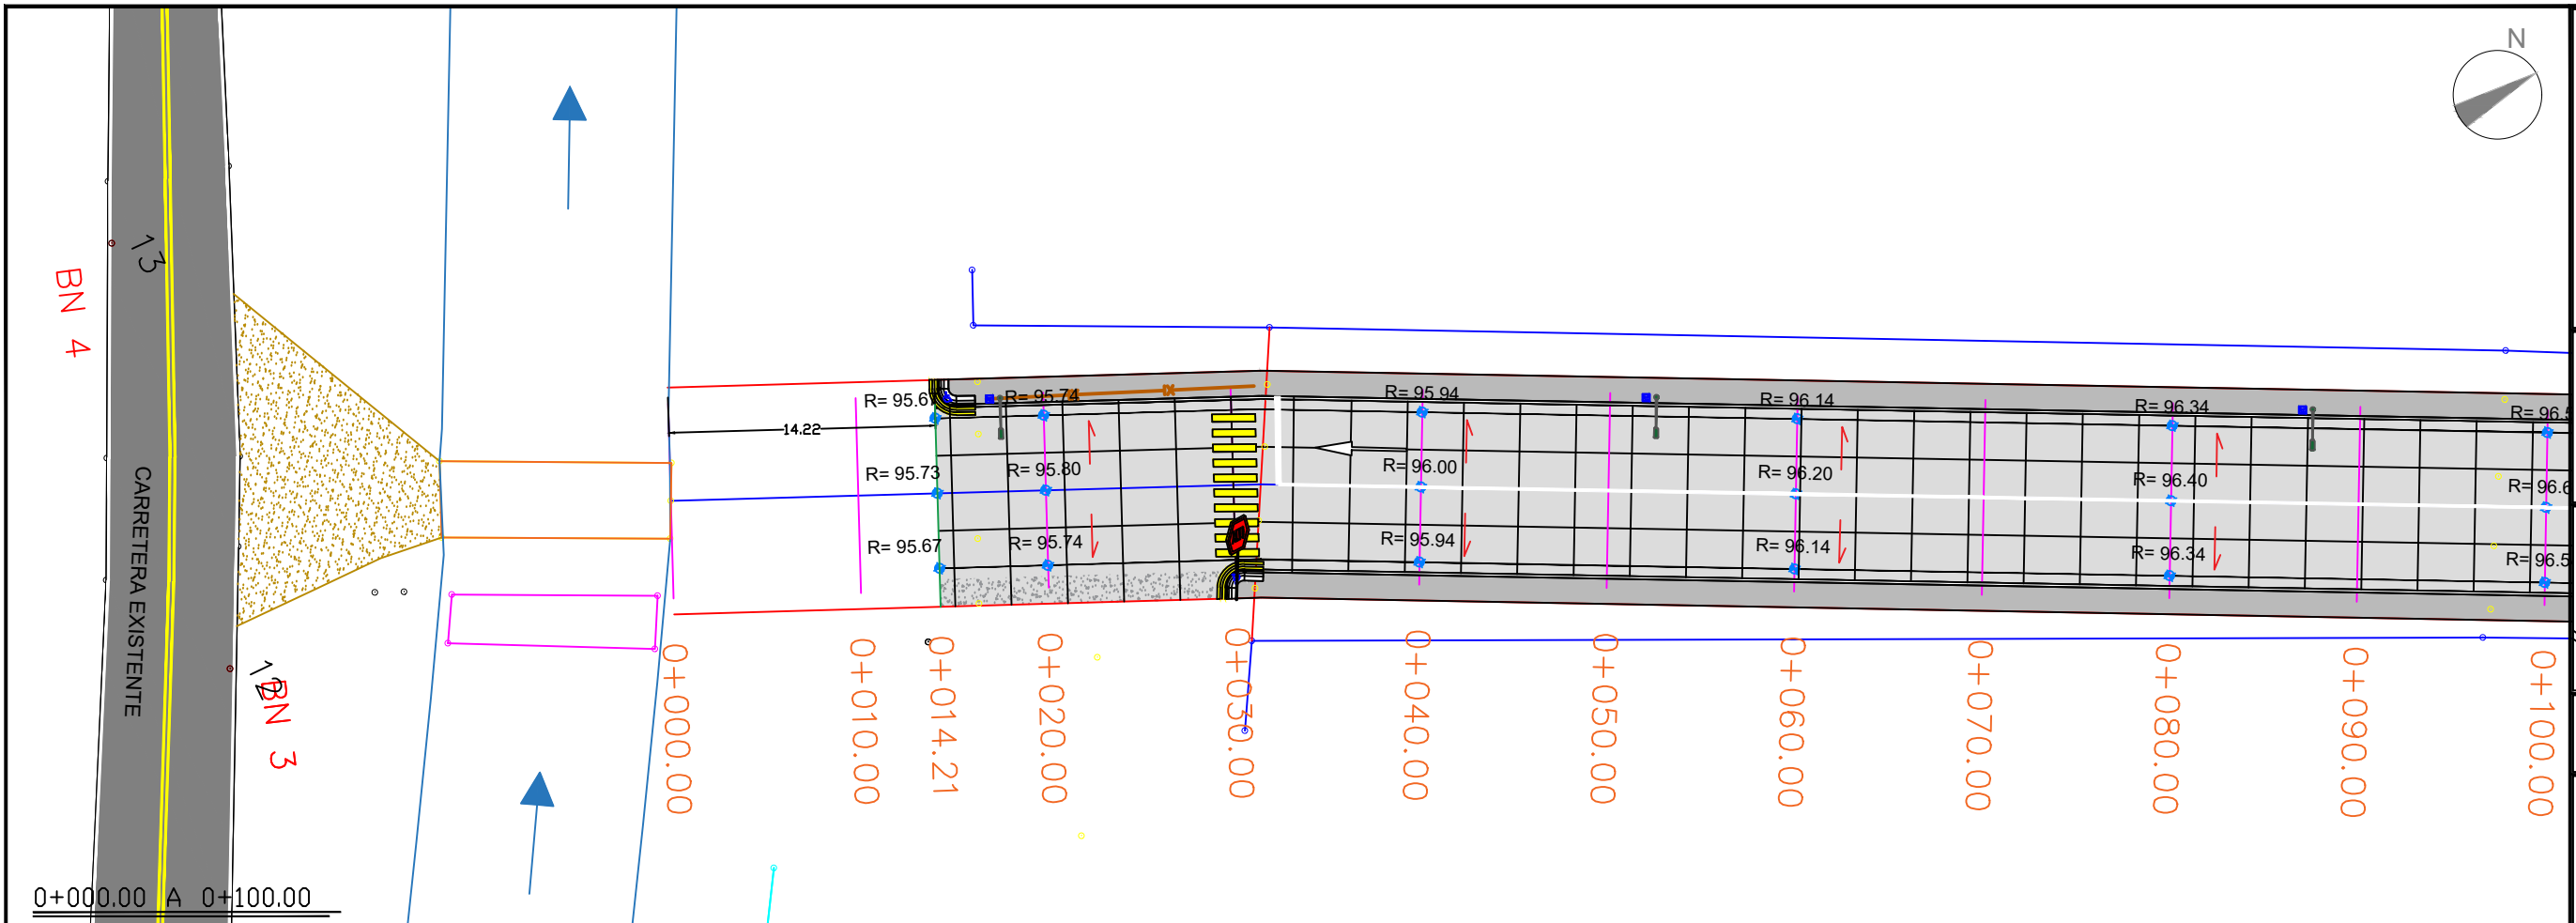 N
13
BN 4
R= 95.74
R= 95.94
R= 96.14
R= 96.34
14.22
R= 95.73
R= 95.80
R= 96.00
R= 96.20
R= 96.40
R= 95.67
R= 95.74
R= 95.94
R= 96.14
R= 96.34
CARRETERA EXISTENTE
12
BN 3
0+000.00
0+010.00
0+014.21
0+020.00
0+030.00
0+040.00
0+050.00
0+060.00
0+070.00
0+080.00
0+090.00
0+100.00
0+000.00 A 0+100.00